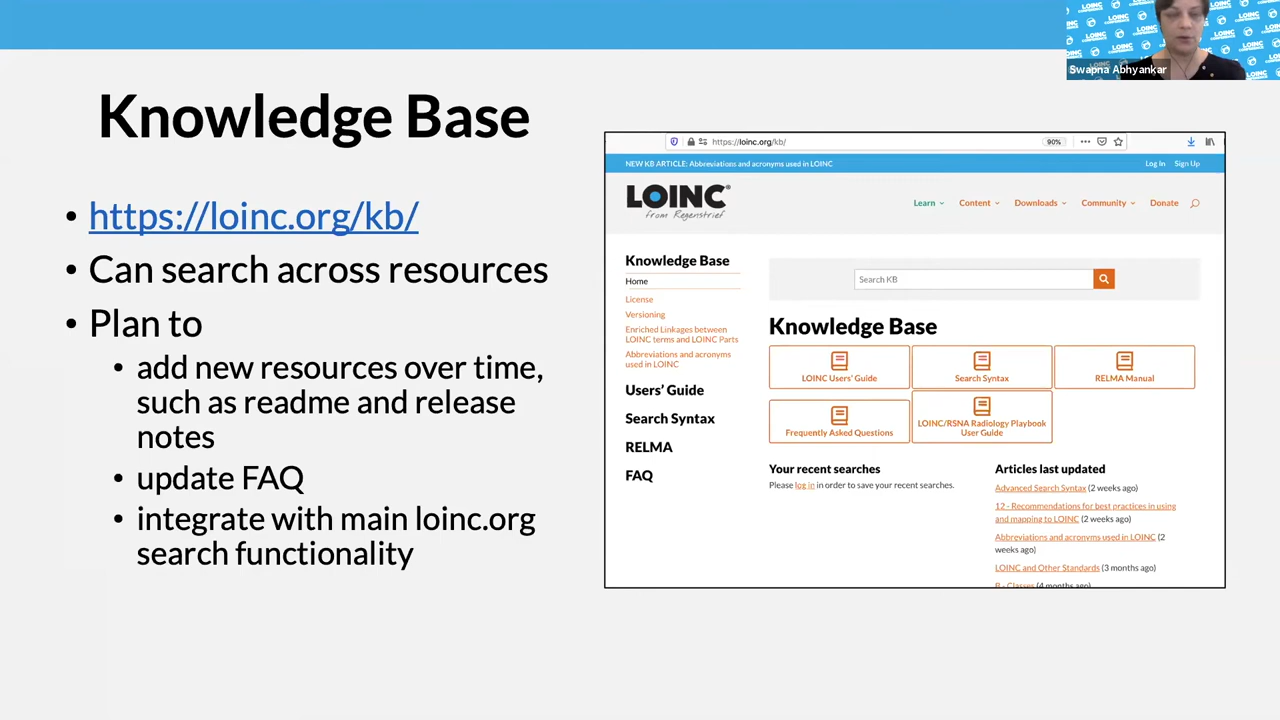 Swapna Abhyankar
Knowledge Base
• https://loinc.org/kb/
• Can search across resources
• Plan to
• add new resources over time,
such as readme and release
notes
• update FAQ
• integrate with main loinc.org
search functionality
https://loinc.org/kb/
90%
NEW KB ARTICLE: Abbreviations and acronyms used in LOINC
Log In Sign Up
LOINC®
from Regenstrief
Learn Content Downloads Community Donate
Knowledge Base
Home
License
Versioning
Enriched Linkages between
LOINC terms and LOINC Parts
Abbreviations and acronyms
used in LOINC
Users' Guide
Search Syntax
RELMA
FAQ
Search KB
Knowledge Base
LOINC Users' Guide
Search Syntax
RELMA Manual
Frequently Asked Questions
LOINC/RSNA Radiology Playbook
User Guide
Your recent searches
Please log in in order to save your recent searches.
Articles last updated
Advanced Search Syntax (2 weeks ago)
12 - Recommendations for best practices in using
and mapping to LOINC (2 weeks ago)
Abbreviations and acronyms used in LOINC (2
weeks ago)
LOINC and Other Standards (3 months ago)
B - Classes (4 months ago)